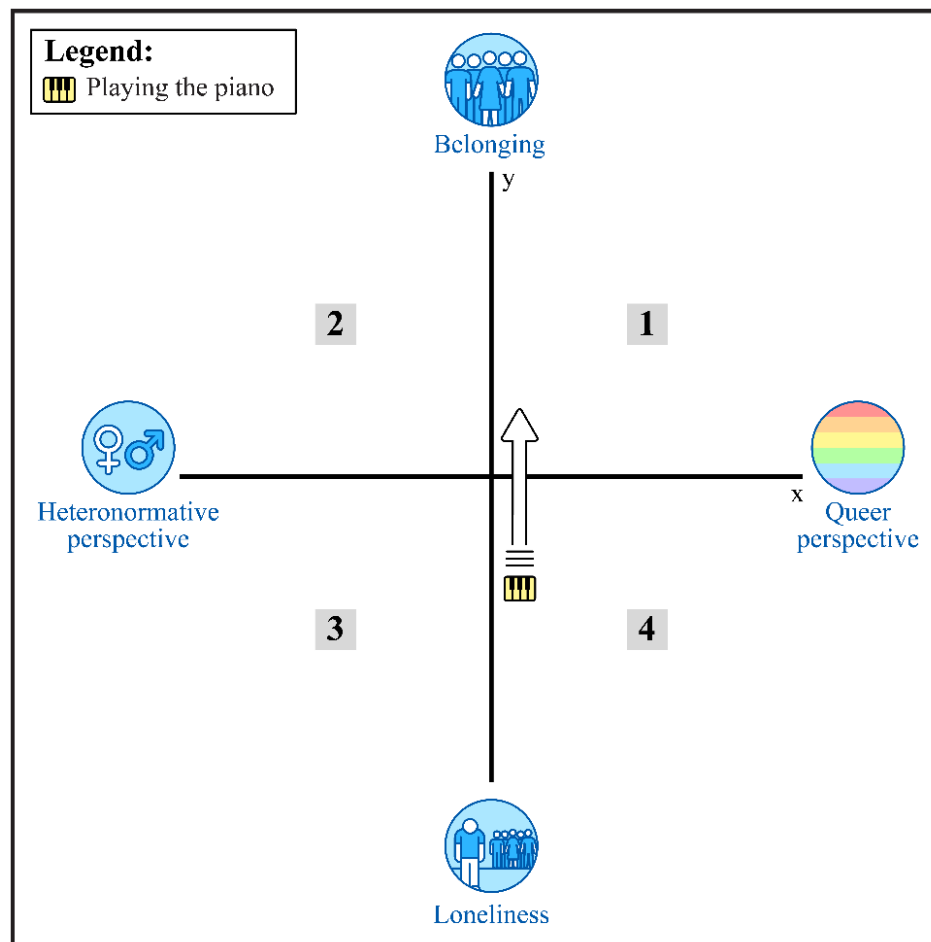 Legend:
Playing the piano
Belonging
y
2
1
Heteronormative
perspective
x
Queer
perspective
3
4
Loneliness